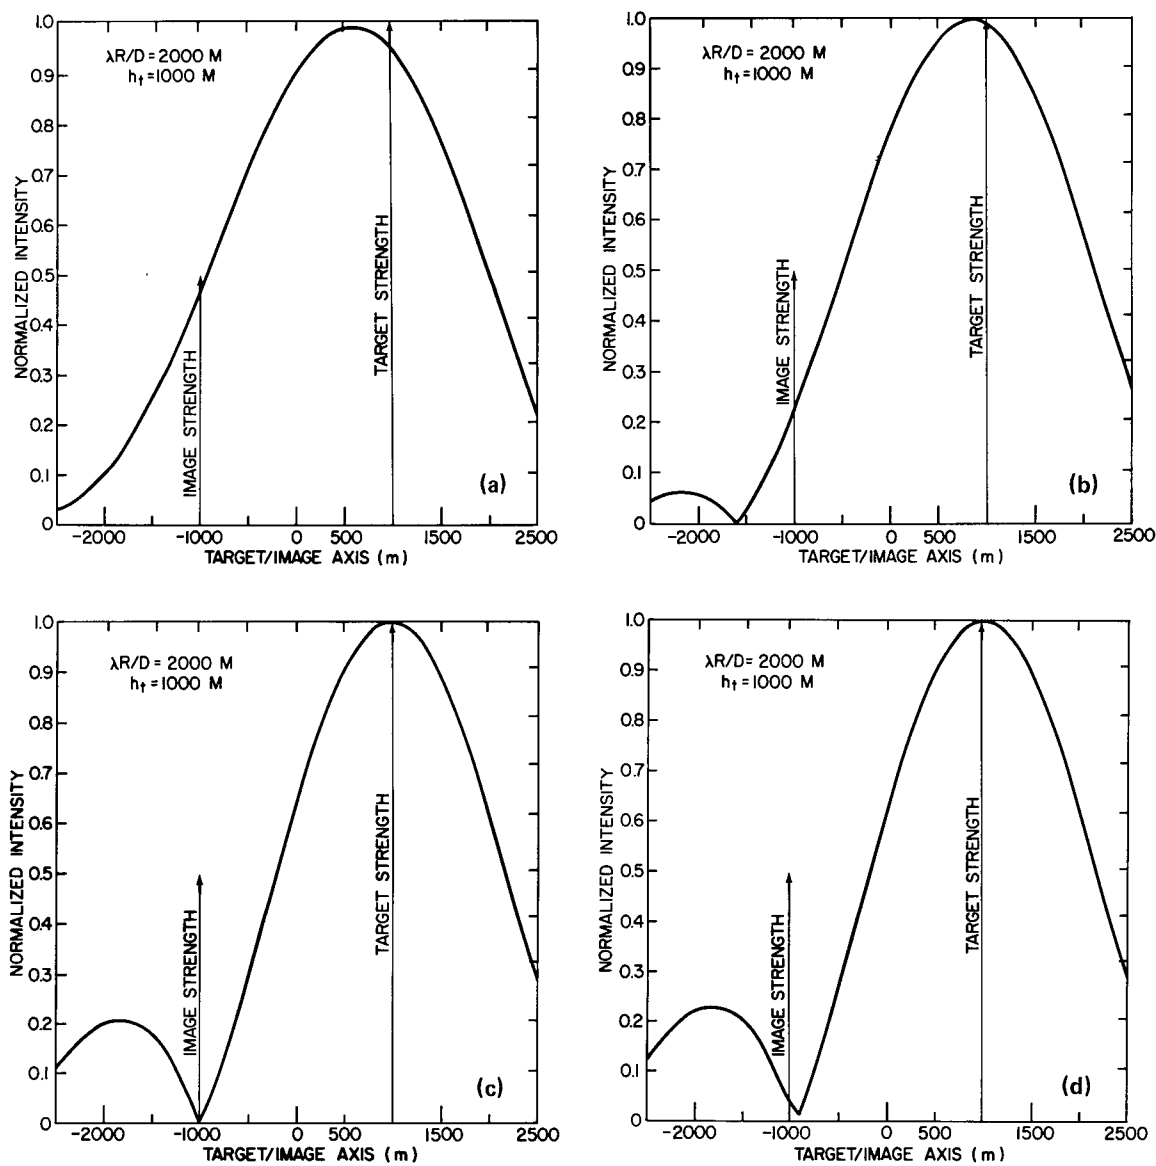 1.0
λR/D = 2000 M
ht = 1000 M
0.9
0.8
0.7
0.6
0.5
0.4
0.3
0.2
0.1
0
NORMALIZED INTENSITY
IMAGE STRENGTH
TARGET STRENGTH
(a)
-2000 -1000 0 500 1500 2500
TARGET/IMAGE AXIS (m)
1.0
λR/D = 2000 M
ht = 1000 M
0.9
0.8
0.7
0.6
0.5
0.4
0.3
0.2
0.1
0
NORMALIZED INTENSITY
IMAGE STRENGTH
TARGET STRENGTH
(b)
-2000 -1000 0 500 1500 2500
TARGET/IMAGE AXIS (m)
1.0
λR/D = 2000 M
ht = 1000 M
0.9
0.8
0.7
0.6
0.5
0.4
0.3
0.2
0.1
0
NORMALIZED INTENSITY
IMAGE STRENGTH
TARGET STRENGTH
(c)
-2000 -1000 0 500 1500 2500
TARGET/IMAGE AXIS (m)
1.0
λR/D = 2000 M
ht = 1000 M
0.9
0.8
0.7
0.6
0.5
0.4
0.3
0.2
0.1
0
NORMALIZED INTENSITY
IMAGE STRENGTH
TARGET STRENGTH
(d)
-2000 -1000 0 500 1500 2500
TARGET/IMAGE AXIS (m)